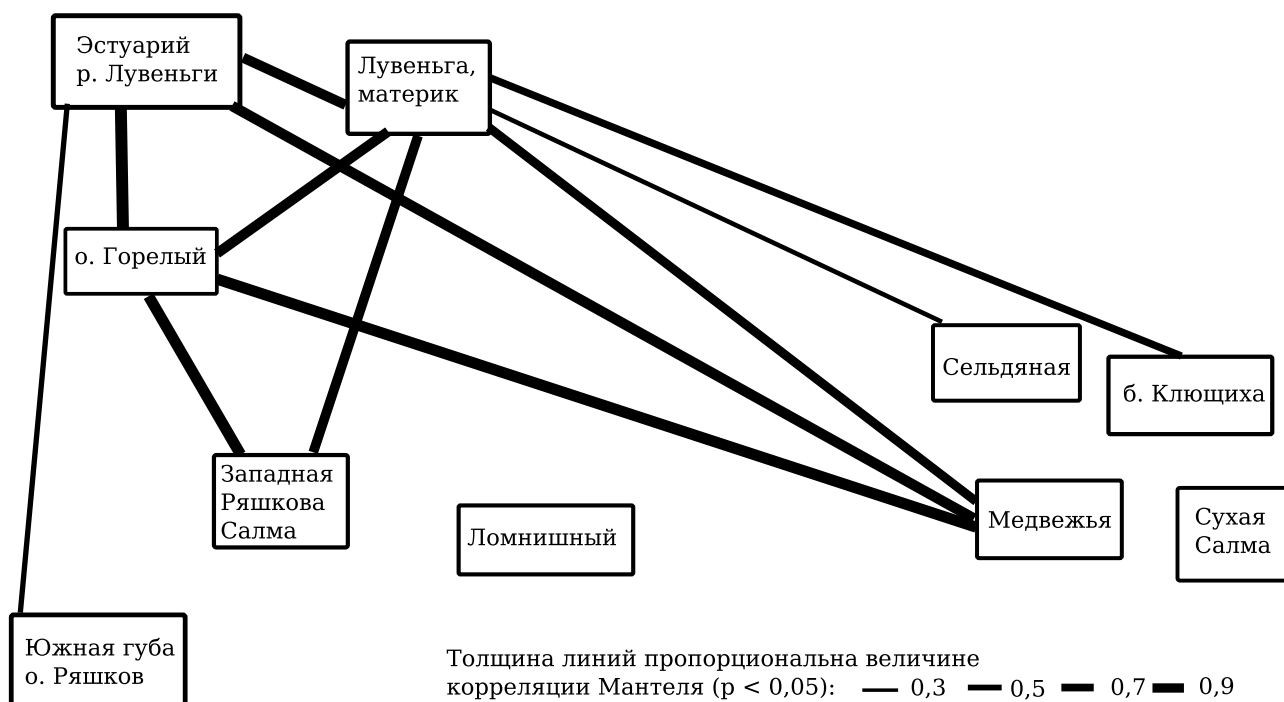 Эстуарий
р. Лувеньги
Лувеньга,
материк
о. Горелый
Сельдяная
б. Клющиха
Западная
Ряшкова
Салма
Ломнишный
Медвежья
Сухая
Салма
Южная губа
о. Ряшков
Толщина линий пропорциональна величине
корреляции Мантеля (p < 0,05): 0,3 0,5 0,7 0,9